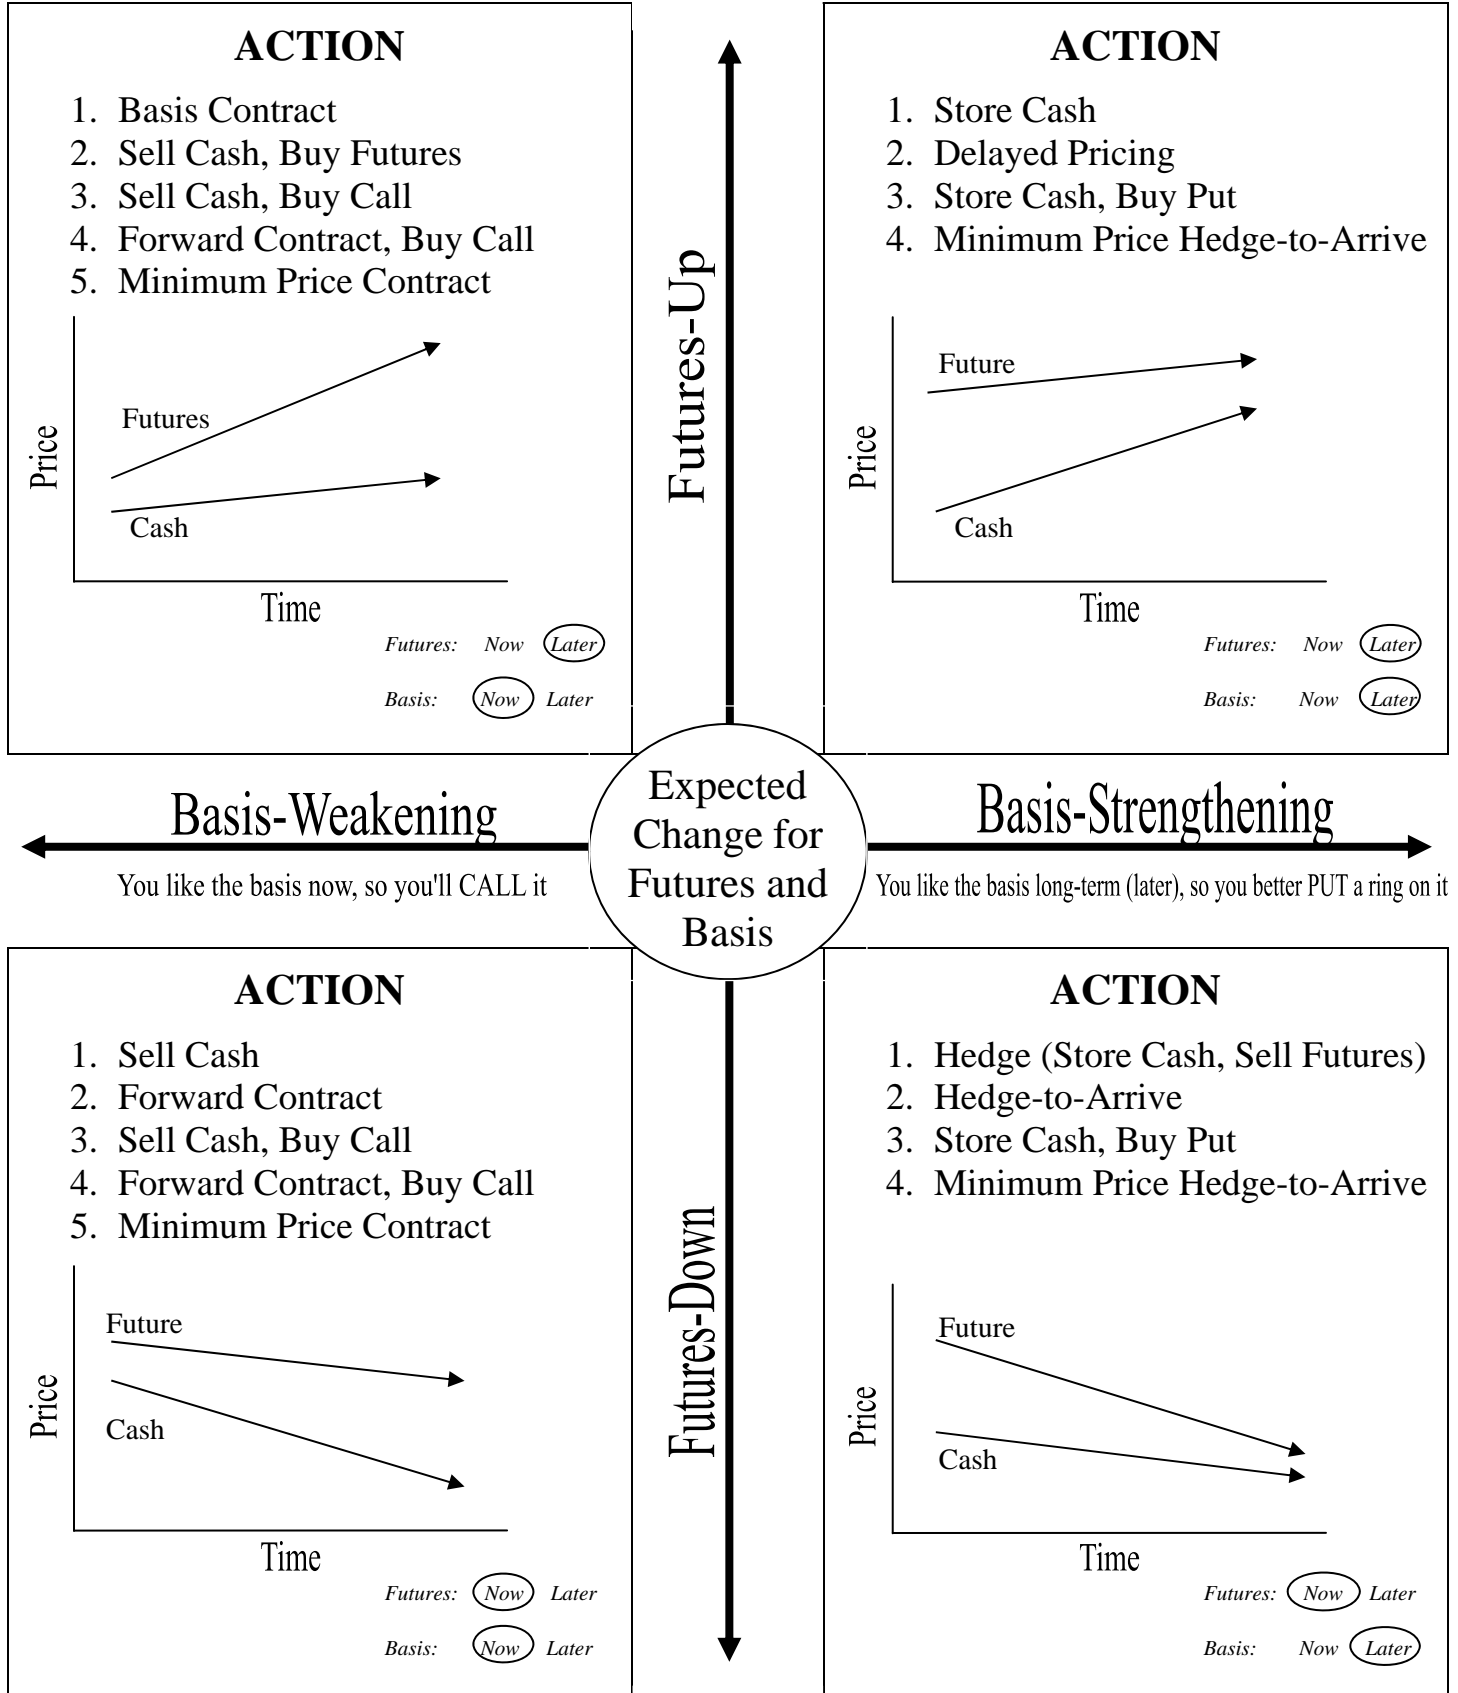 ACTION
1. Basis Contract
2. Sell Cash, Buy Futures
3. Sell Cash, Buy Call
4. Forward Contract, Buy Call
5. Minimum Price Contract
Futures
Cash
Price
Time
Futures: Now Later
Basis: Now Later
Futures-Up
ACTION
1. Store Cash
2. Delayed Pricing
3. Store Cash, Buy Put
4. Minimum Price Hedge-to-Arrive
Future
Cash
Price
Time
Futures: Now Later
Basis: Now Later
Basis-Weakening
You like the basis now, so you'll CALL it
Expected
Change for
Futures and
Basis
Basis-Strengthening
You like the basis long-term (later), so you better PUT a ring on it
ACTION
1. Sell Cash
2. Forward Contract
3. Sell Cash, Buy Call
4. Forward Contract, Buy Call
5. Minimum Price Contract
Future
Cash
Price
Time
Futures: Now Later
Basis: Now Later
Futures-Down
ACTION
1. Hedge (Store Cash, Sell Futures)
2. Hedge-to-Arrive
3. Store Cash, Buy Put
4. Minimum Price Hedge-to-Arrive
Future
Cash
Price
Time
Futures: Now Later
Basis: Now Later